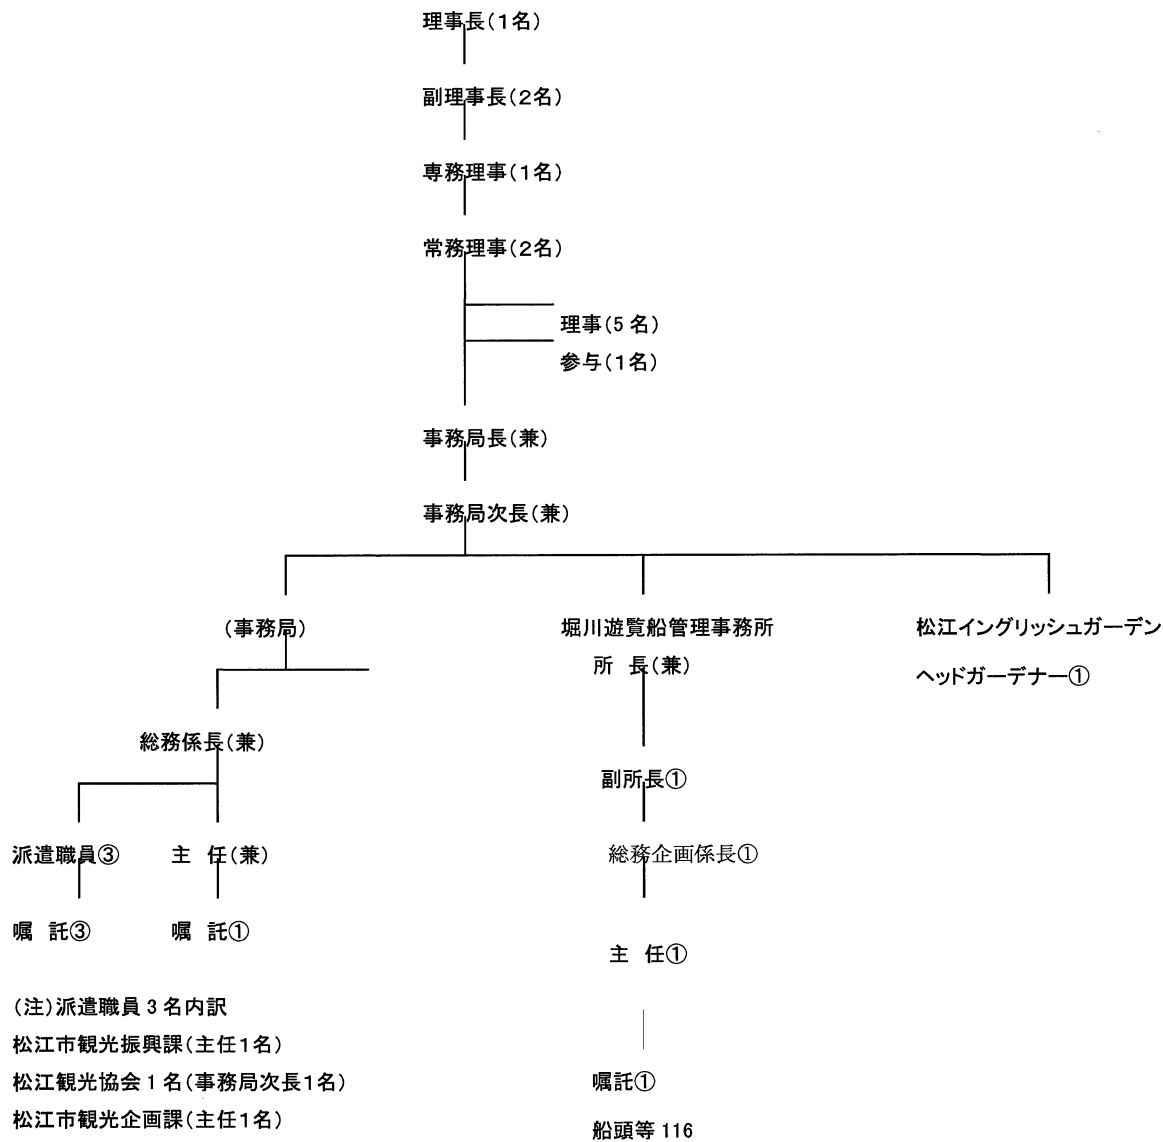 理事長(1名)
副理事長(2名)
専務理事(1名)
常務理事(2名)
理事(5名)
参与(1名)
事務局長(兼)
事務局次長(兼)
(事務局)
総務係長(兼)
派遣職員③
嘱 託③
主 任(兼)
嘱 託①
堀川遊覧船管理事務所
所 長(兼)
副所長①
総務企画係長①
主 任①
嘱託①
船頭等 116
松江イングリッシュガーデン
ヘッドガーデナー①
(注)派遣職員3名内訳
松江市観光振興課(主任1名)
松江観光協会1名(事務局次長1名)
松江市観光企画課(主任1名)